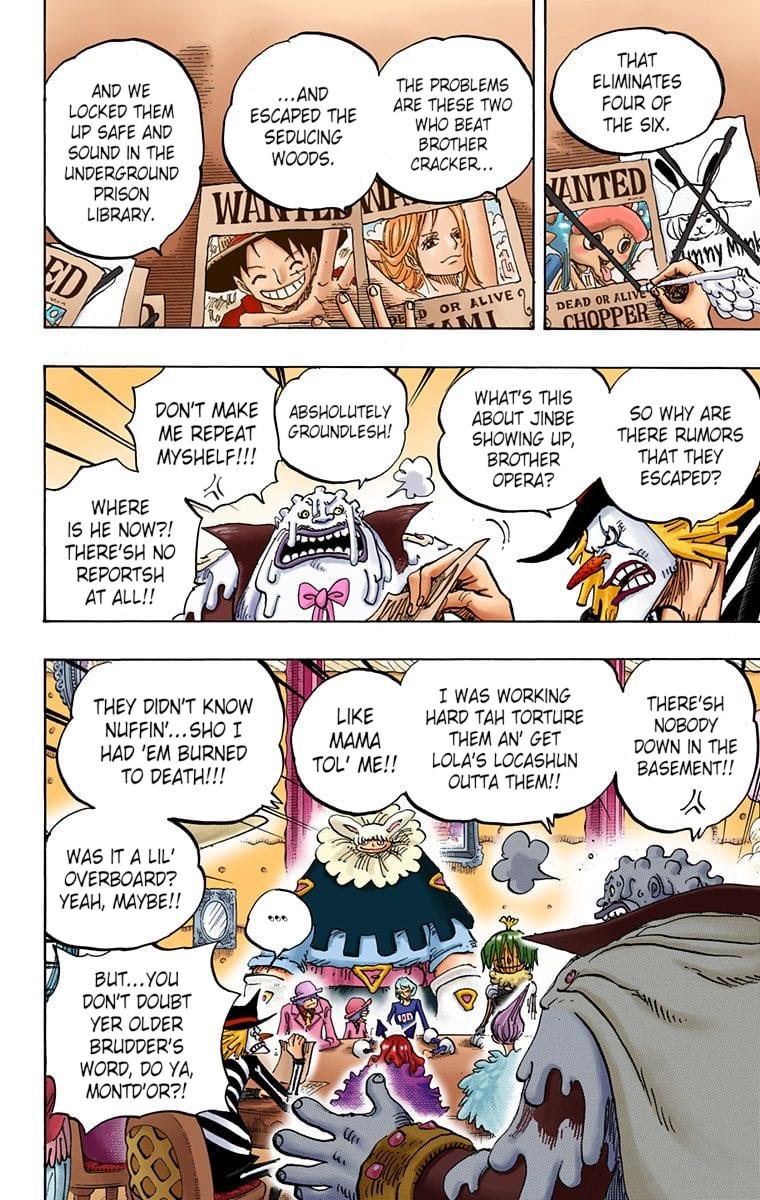 THAT
ELIMINATES
FOUR OF
THE SIX.
WANTED
DEAD OR ALIVE
CHOPPER
THE PROBLEMS
ARE THESE TWO
WHO BEAT
BROTHER
CRACKER...
...AND
ESCAPED THE
SEDUCING
WOODS.
AND WE
LOCKED THEM
UP SAFE AND
SOUND IN THE
UNDERGROUND
PRISON
LIBRARY.
WANTED
DEAD OR ALIVE
NAMI
SO WHY ARE
THERE RUMORS
THAT THEY
ESCAPED?
WHAT'S THIS
ABOUT JINBE
SHOWING UP,
BROTHER
OPERA?
ABSHOLUTELY
GROUNDLESH!
DON'T MAKE
ME REPEAT
MYSHELF!!!
WHERE
IS HE NOW?!
THERE'SH NO
REPORTSH
AT ALL!!
THERE'SH
NOBODY
DOWN IN THE
BASEMENT!!
I WAS WORKING
HARD TAH TORTURE
THEM AN' GET
LOLA'S LOCASHUN
OUTTA THEM!!
LIKE
MAMA
TOL' ME!!
THEY DIDN'T KNOW
NUFFIN'...SHO I
HAD 'EM BURNED
TO DEATH!!!
WAS IT A LIL'
OVERBOARD?
YEAH, MAYBE!!
...
BUT...YOU
DON'T DOUBT
YER OLDER
BRUDDER'S
WORD, DO YA,
MONTD'OR?!